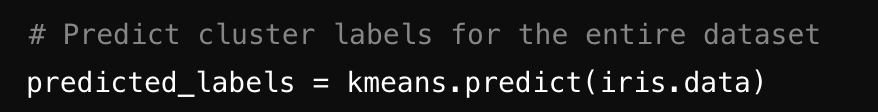 # Predict cluster labels for the entire dataset
predicted_labels = kmeans.predict(iris.data)